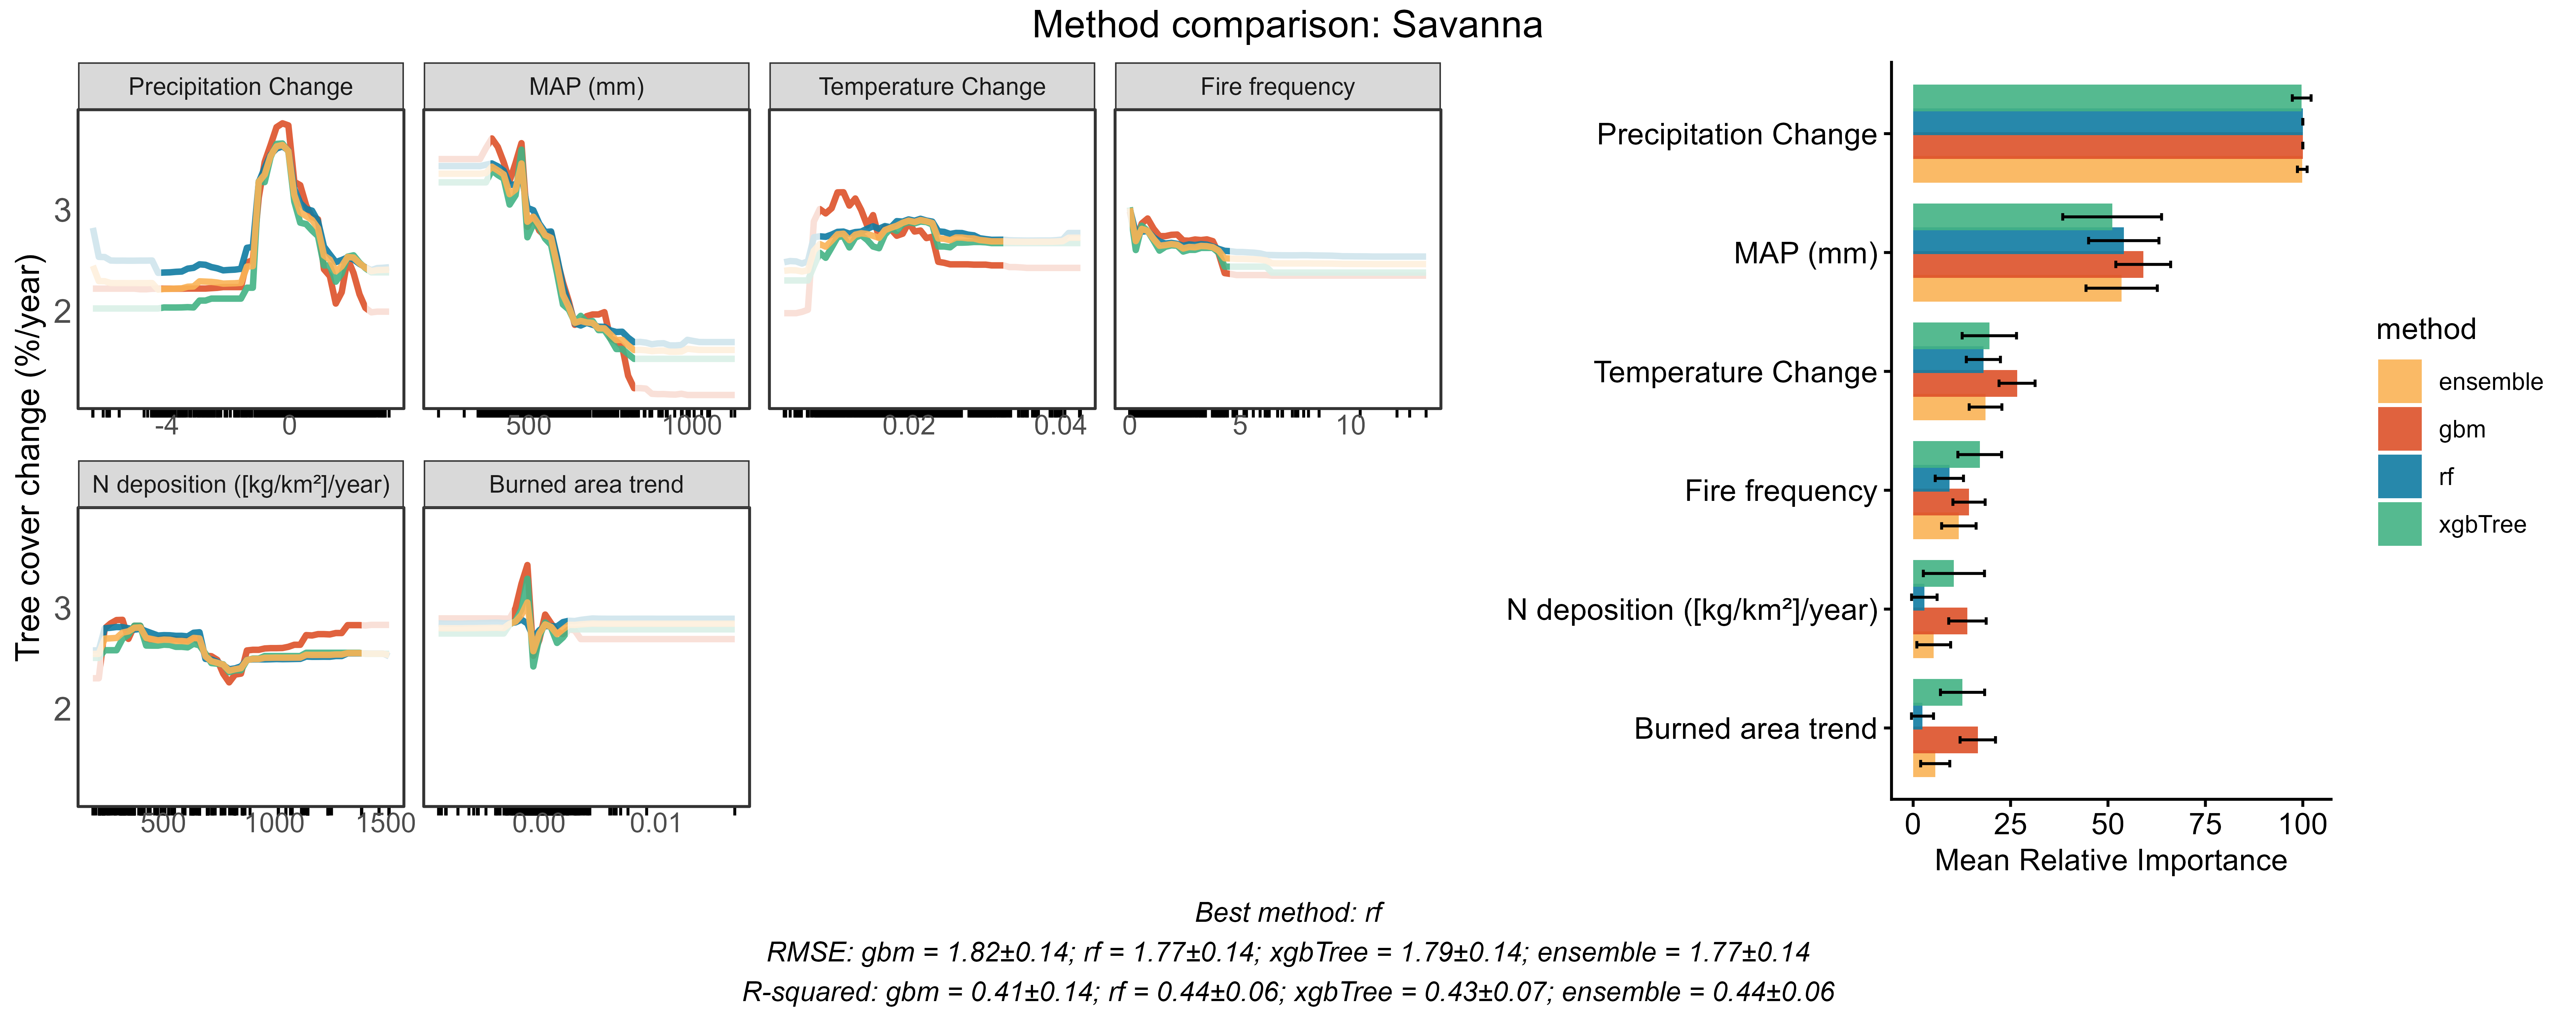 Method comparison: Savanna
Precipitation Change
MAP (mm)
Temperature Change
Fire frequency
Tree cover change (%/year)
3
2
-4 0
500 1000
0.02 0.04
0 5 10
N deposition ([kg/km²]/year)
Burned area trend
3
2
500 1000 1500
0.00 0.01
Precipitation Change
MAP (mm)
Temperature Change
Fire frequency
N deposition ([kg/km²]/year)
Burned area trend
0 25 50 75 100
Mean Relative Importance
method
ensemble
gbm
rf
xgbTree
Best method: rf
RMSE: gbm = 1.82±0.14; rf = 1.77±0.14; xgbTree = 1.79±0.14; ensemble = 1.77±0.14
R-squared: gbm = 0.41±0.14; rf = 0.44±0.06; xgbTree = 0.43±0.07; ensemble = 0.44±0.06